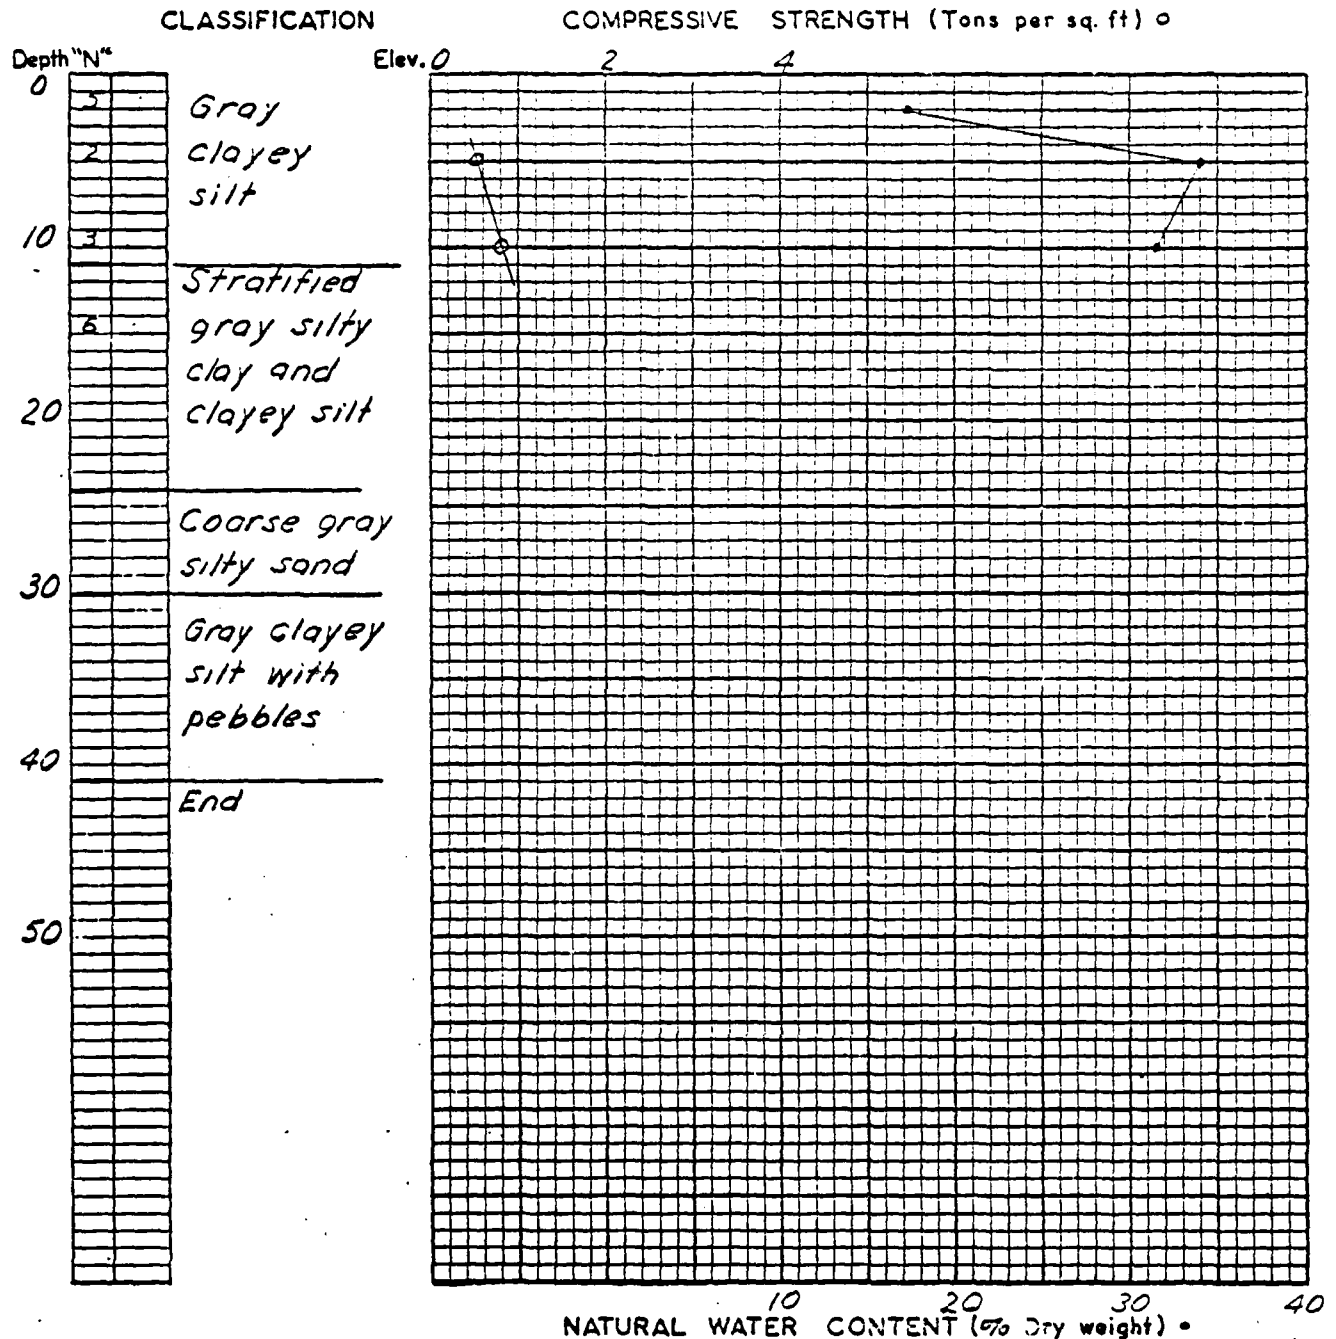 CLASSIFICATION
COMPRESSIVE STRENGTH (Tons per sq. ft) o
Depth "N"
Elev. 0 2 4
0
5
Gray
clayey
silt
2
10
3
Stratified
gray silty
clay and
clayey silt
6
20
Coarse gray
silty sand
30
Gray clayey
silt with
pebbles
40
End
50
10 20 30 40
NATURAL WATER CONTENT (% Dry weight) •